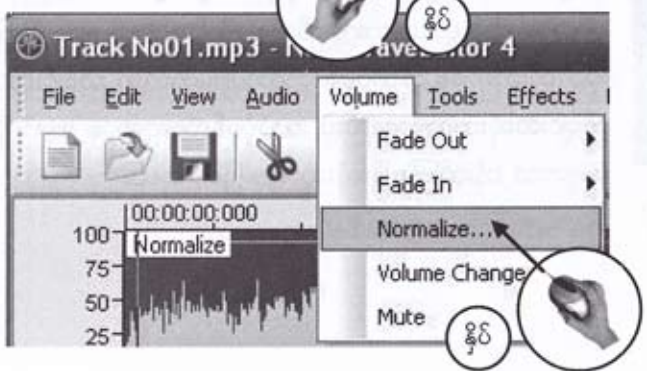 Track No01.mp3 - N
4
File Edit View Audio Volume Tools Effects
Fade Out
Fade In
Normalize...
Volume Change
Mute
00:00:00:000
Normalize
100
75
50
25